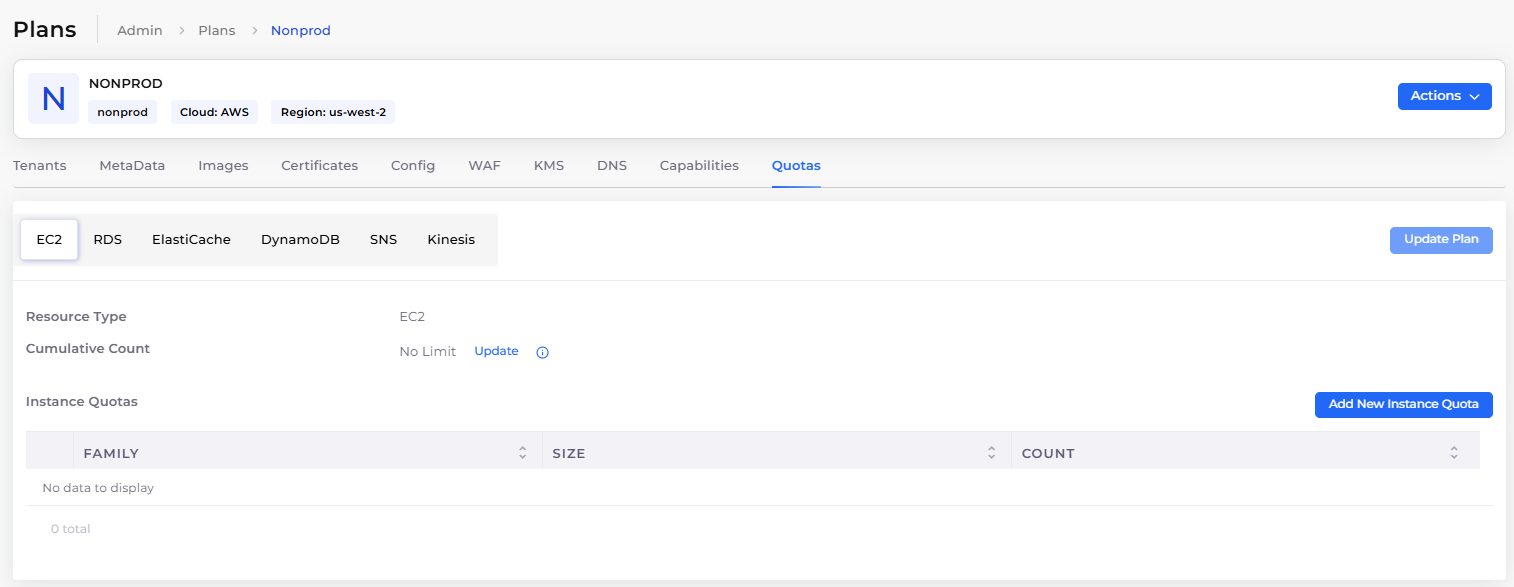 Plans Admin > Plans > Nonprod
N
NONPROD
nonprod Cloud: AWS Region: us-west-2
Actions
Tenants MetaData Images Certificates Config WAF KMS DNS Capabilities Quotas
EC2 RDS ElastiCache DynamoDB SNS Kinesis
Update Plan
Resource Type EC2
Cumulative Count No Limit Update
Instance Quotas
Add New Instance Quota
FAMILY SIZE COUNT
No data to display
0 total